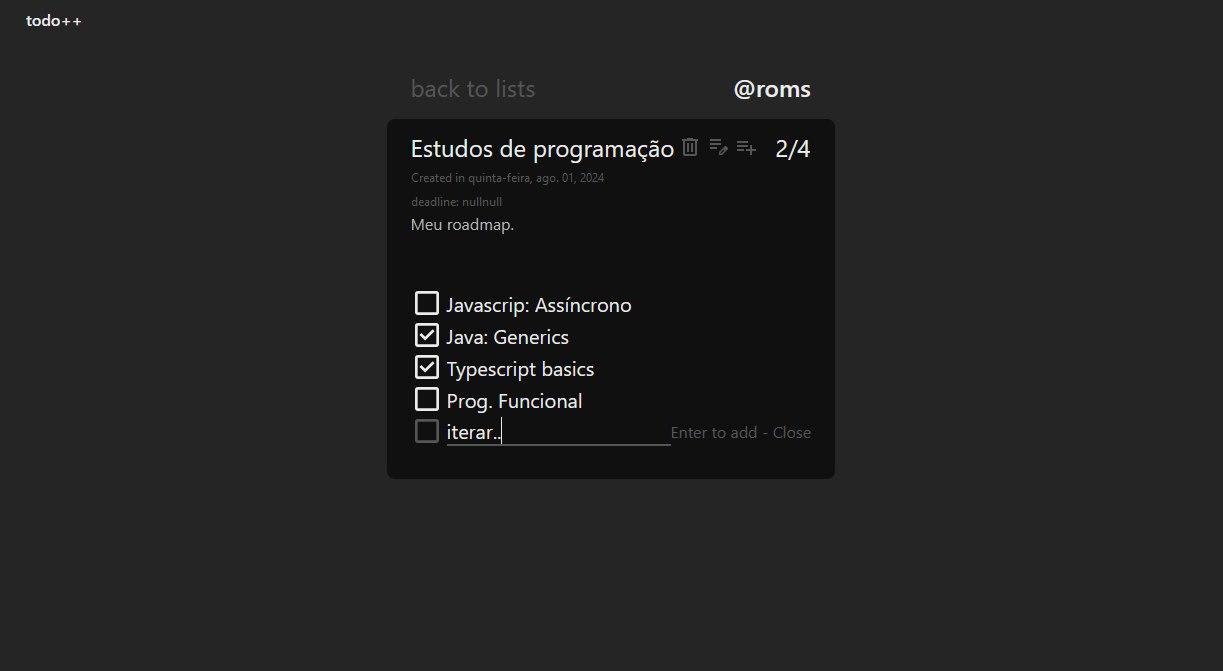 todo++
back to lists @roms
Estudos de programação 2/4
Created in quinta-feira, ago. 01, 2024
deadline: nullnull
Meu roadmap.
Javascrip: Assíncrono
Java: Generics
Typescript basics
Prog. Funcional
iterar.. Enter to add - Close